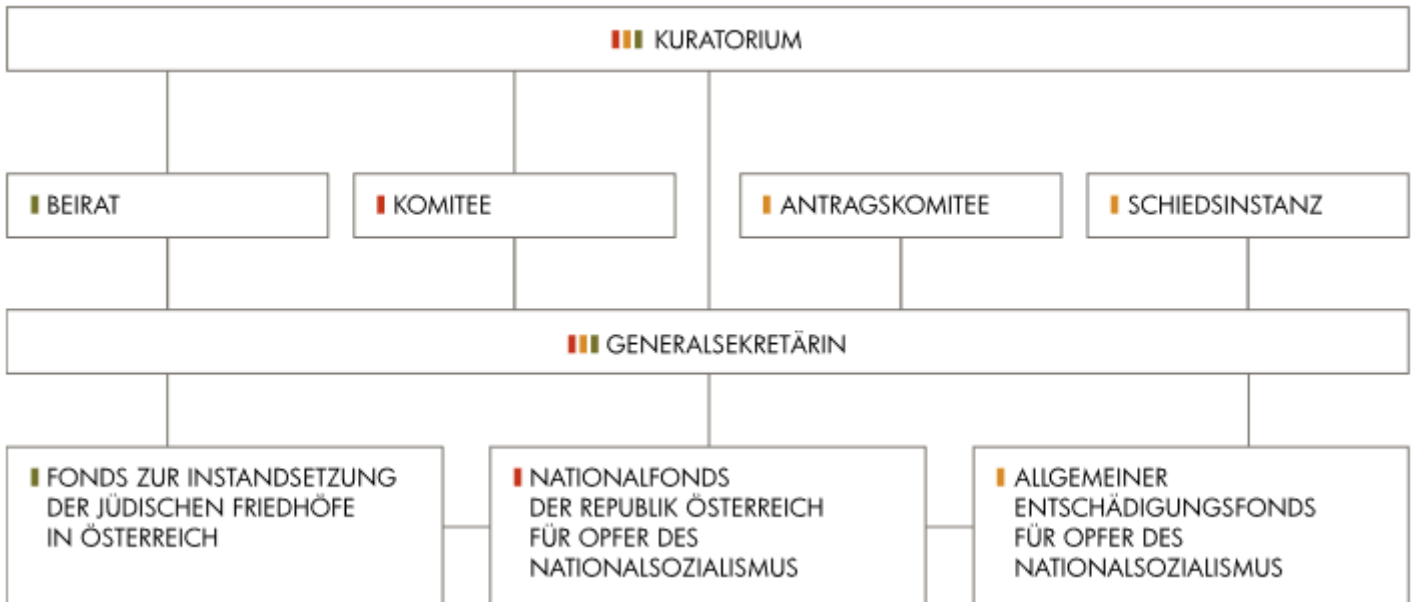 KURATORIUM
BEIRAT
KOMITEE
ANTRAGSKOMITEE
SCHIEDSINSTANZ
GENERALSEKRETÄRIN
FONDS ZUR INSTANDSETZUNG
DER JÜDISCHEN FRIEDHÖFE
IN ÖSTERREICH
NATIONALFONDS
DER REPUBLIK ÖSTERREICH
FÜR OPFER DES
NATIONALSOZIALISMUS
ALLGEMEINER
ENTSCHÄDIGUNGSFONDS
FÜR OPFER DES
NATIONALSOZIALISMUS